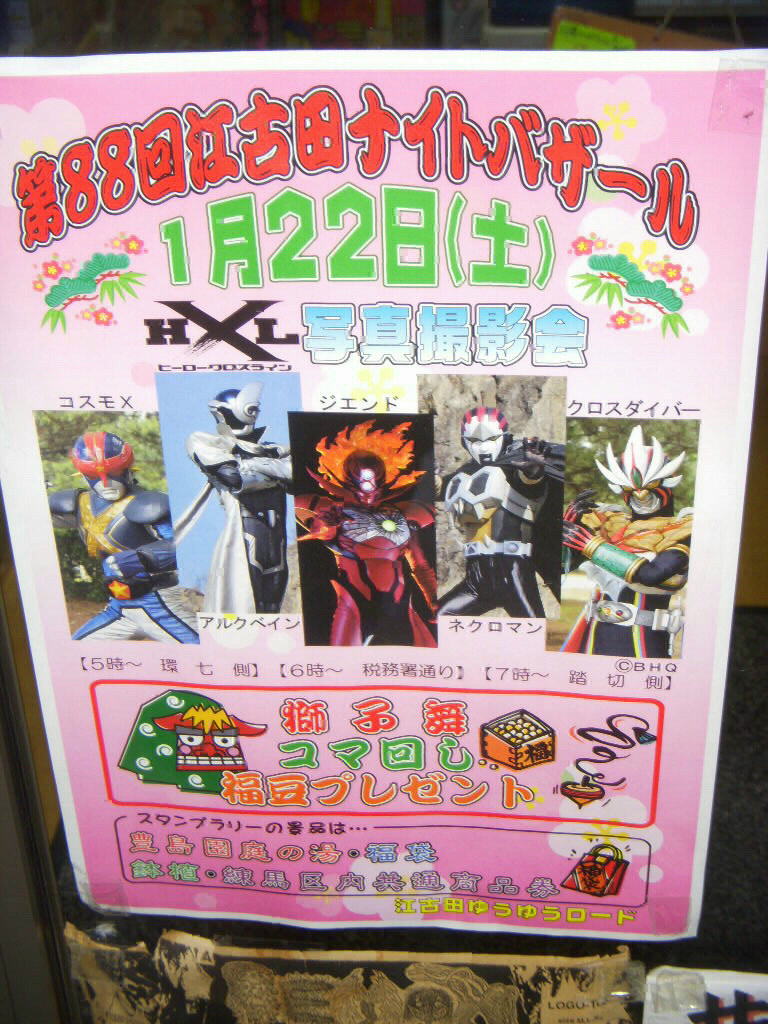 第88回江古田ナイトバザール
1月22日(土)
HXL 写真撮影会
ヒーロークロスライン
コスモX
ジエンド
クロスダイバー
アルクベイン
ネクロマン
©BHQ
【5時～ 環七側】【6時～ 税務署通り】【7時～ 踏切側】
獅子舞
コマ回し
福豆プレゼント
福
スタンプラリーの景品は…
豊島園庭の湯・福袋
鉢植・練馬区内共通商品券
福袋
江古田ゆうゆうロード